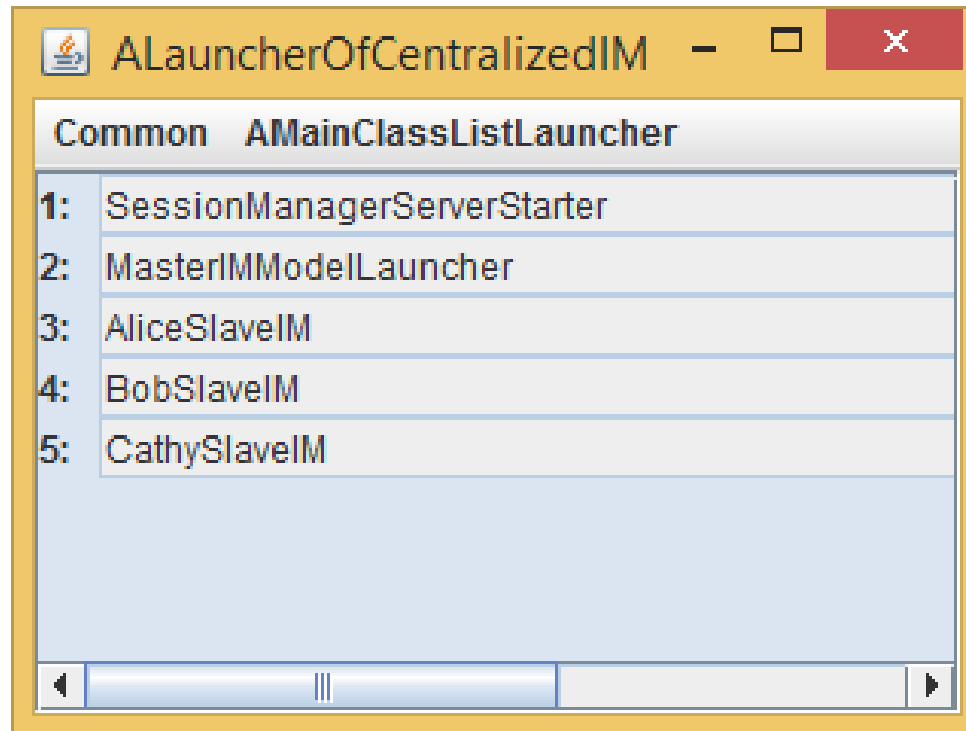 ALauncherOfCentralizedIM
Common AMainClassListLauncher
1: SessionManagerServerStarter
2: MasterIMModelLauncher
3: AliceSlaveIM
4: BobSlaveIM
5: CathySlaveIM